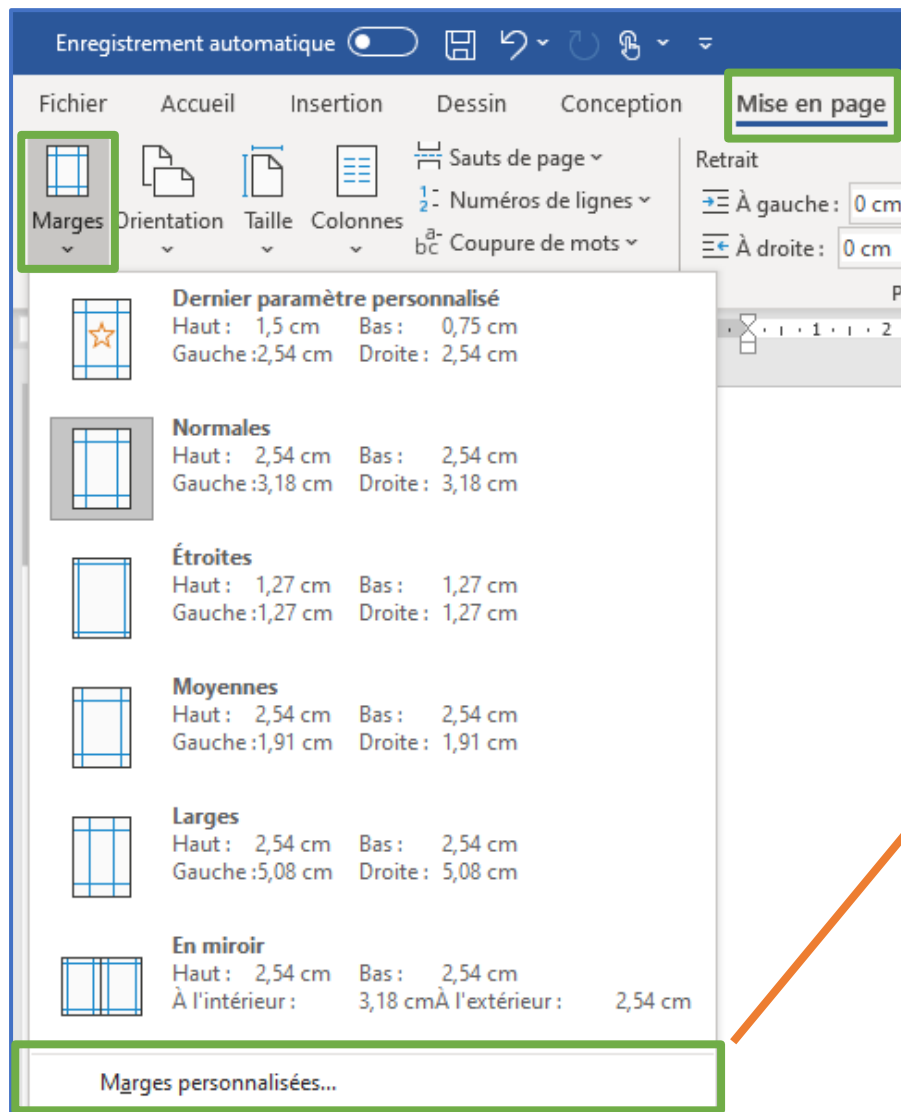 Enregistrement automatique
Fichier Accueil Insertion Dessin Conception Mise en page
Marges Orientation Taille Colonnes
Sauts de page
Numéros de lignes
Coupure de mots
Retrait
À gauche : 0 cm
À droite : 0 cm
P
1 2
Dernier paramètre personnalisé
Haut : 1,5 cm Bas : 0,75 cm
Gauche :2,54 cm Droite : 2,54 cm
Normales
Haut : 2,54 cm Bas : 2,54 cm
Gauche :3,18 cm Droite : 3,18 cm
Étroites
Haut : 1,27 cm Bas : 1,27 cm
Gauche :1,27 cm Droite : 1,27 cm
Moyennes
Haut : 2,54 cm Bas : 2,54 cm
Gauche :1,91 cm Droite : 1,91 cm
Larges
Haut : 2,54 cm Bas : 2,54 cm
Gauche :5,08 cm Droite : 5,08 cm
En miroir
Haut : 2,54 cm Bas : 2,54 cm
À l'intérieur : 3,18 cmÀ l'extérieur : 2,54 cm
Marges personnalisées...